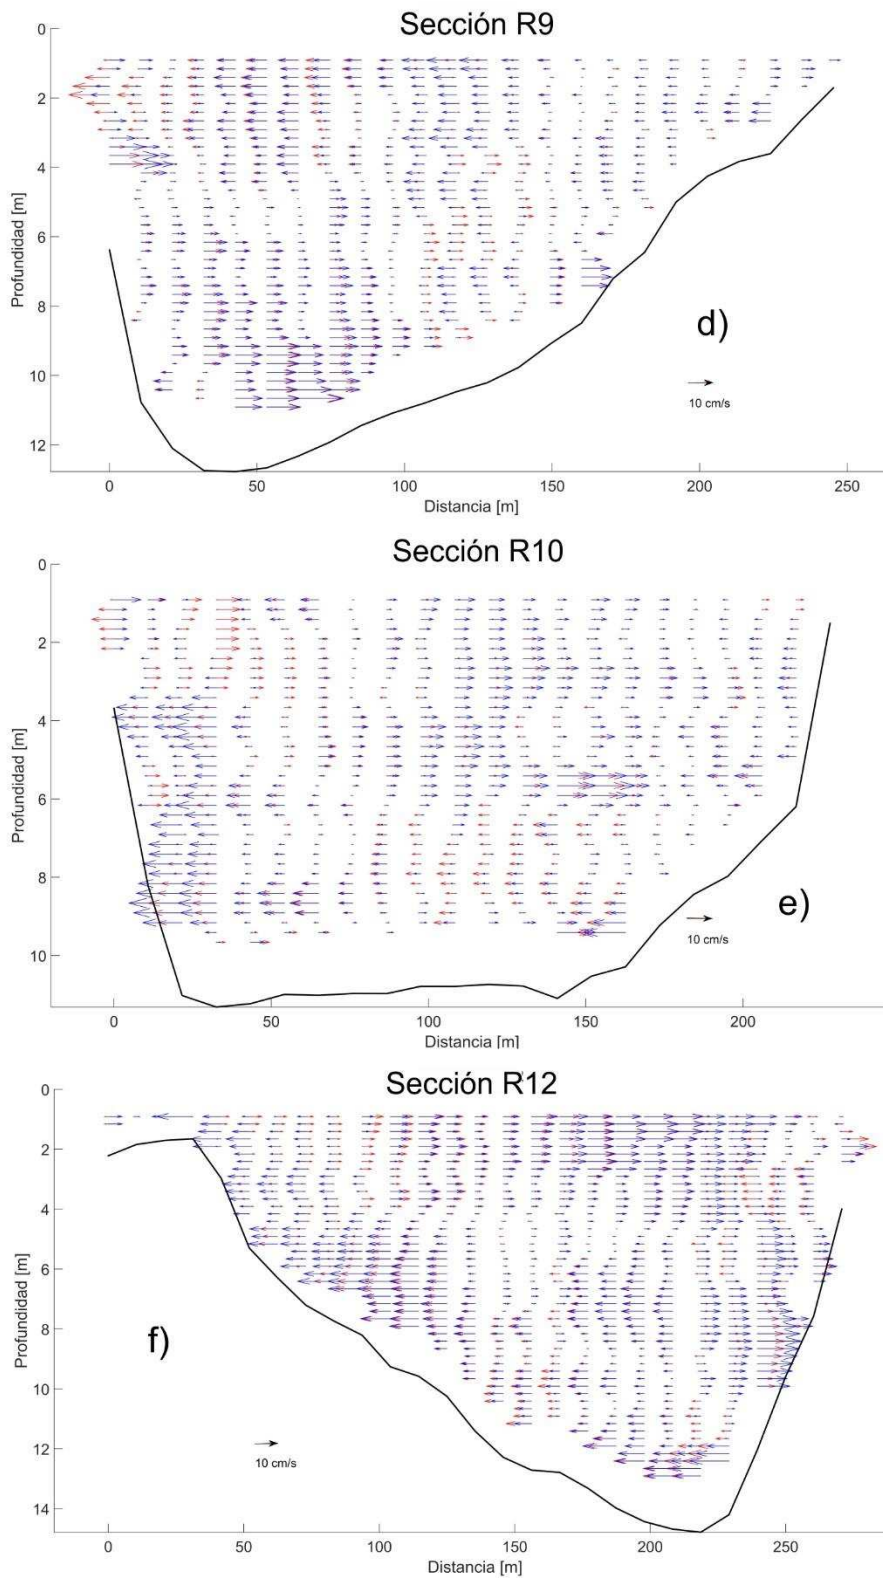 Sección R9
0
2
4
6
8
10
12
Profundidad [m]
d)
10 cm/s
0 50 100 150 200 250
Distancia [m]
Sección R10
0
2
4
6
8
10
Profundidad [m]
e)
10 cm/s
0 50 100 150 200
Distancia [m]
Sección R12
0
2
4
6
8
10
12
14
Profundidad [m]
f)
10 cm/s
0 50 100 150 200 250
Distancia [m]